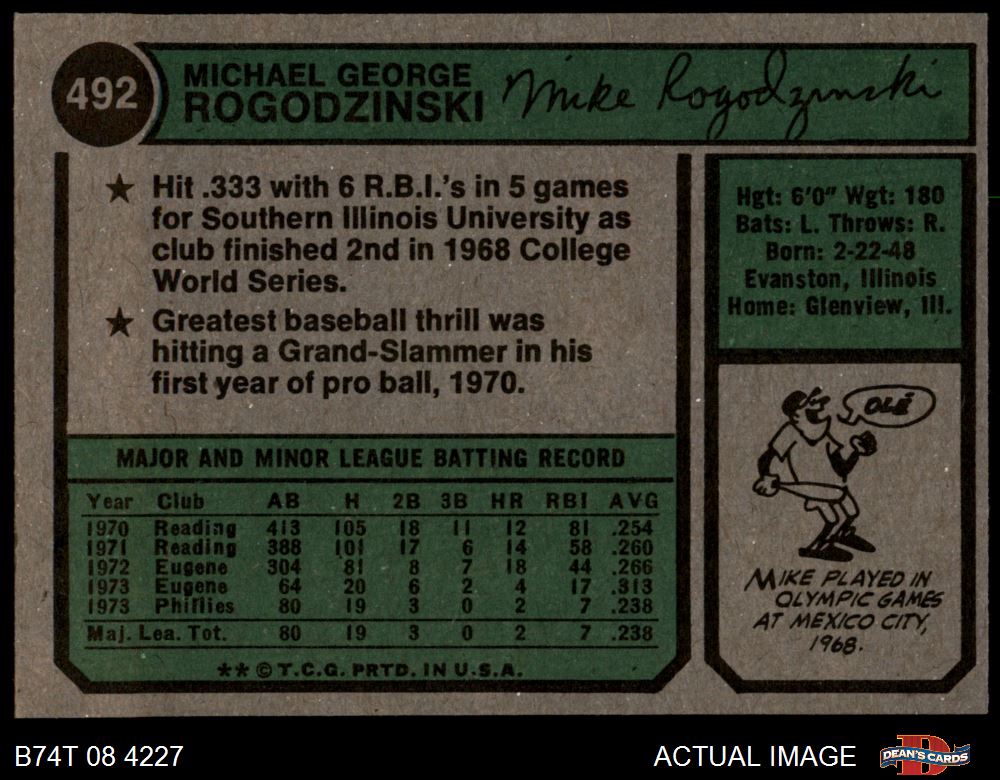 492
MICHAEL GEORGE
ROGODZINSKI
Mike Rogodzinski
★ Hit .333 with 6 R.B.I.'s in 5 games
for Southern Illinois University as
club finished 2nd in 1968 College
World Series.
★ Greatest baseball thrill was
hitting a Grand-Slammer in his
first year of pro ball, 1970.
Hgt: 6'0" Wgt: 180
Bats: L. Throws: R.
Born: 2-22-48
Evanston, Illinois
Home: Glenview, Ill.
OLÉ
MIKE PLAYED IN
OLYMPIC GAMES
AT MEXICO CITY,
1968.
MAJOR AND MINOR LEAGUE BATTING RECORD
Year Club AB H 2B 3B HR RBI AVG
1970 Reading 413 105 18 11 12 81 .254
1971 Reading 388 101 17 6 14 58 .260
1972 Eugene 304 81 8 7 18 44 .266
1973 Eugene 64 20 6 2 4 17 .313
1973 Phillies 80 19 3 0 2 7 .238
Maj. Lea. Tot. 80 19 3 0 2 7 .238
**©T.C.G. PRTD. IN U.S.A.
B74T 08 4227
ACTUAL IMAGE
D
DEAN'S CARDS